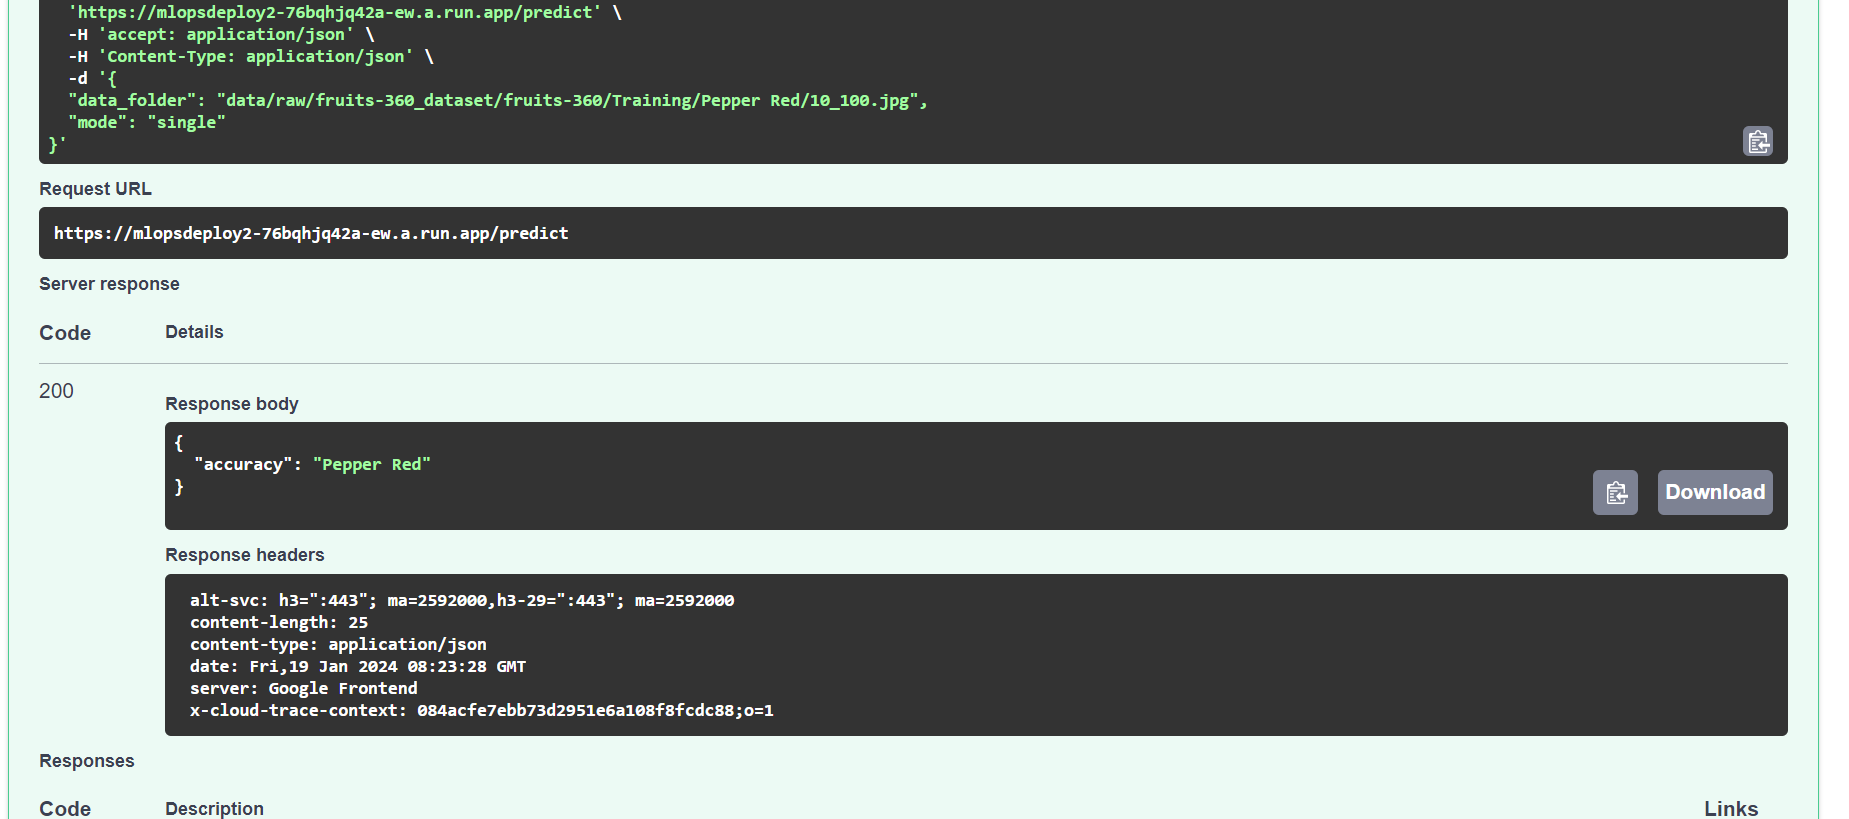 'https://mlopsdeploy2-76bqhjq42a-ew.a.run.app/predict' \
-H 'accept: application/json' \
-H 'Content-Type: application/json' \
-d '{
"data_folder": "data/raw/fruits-360_dataset/fruits-360/Training/Pepper Red/10_100.jpg",
"mode": "single"
}'
Request URL
https://mlopsdeploy2-76bqhjq42a-ew.a.run.app/predict
Server response
Code Details
200
Response body
{
"accuracy": "Pepper Red"
}
Download
Response headers
alt-svc: h3=":443"; ma=2592000,h3-29=":443"; ma=2592000
content-length: 25
content-type: application/json
date: Fri,19 Jan 2024 08:23:28 GMT
server: Google Frontend
x-cloud-trace-context: 084acfe7ebb73d2951e6a108f8fcdc88;o=1
Responses
Code Description Links